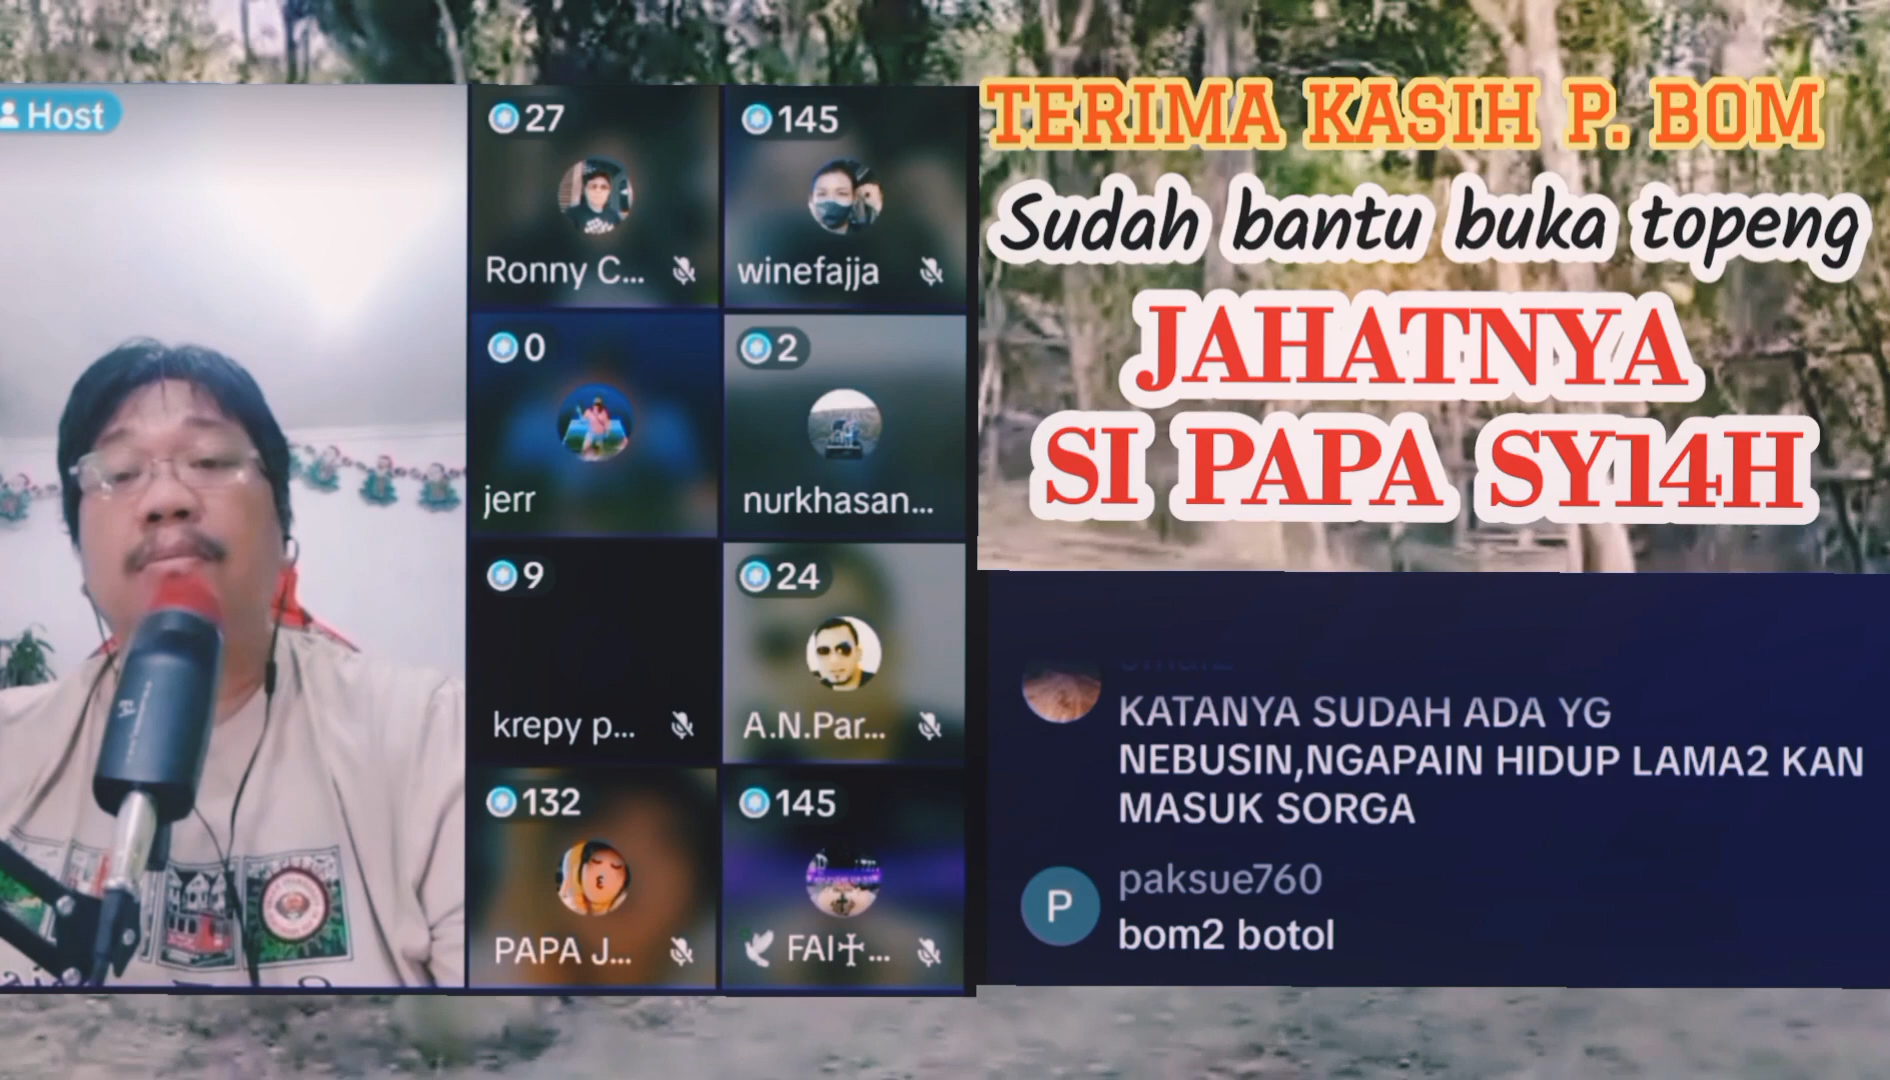 Host
27
Ronny C...
145
winefajja
0
jerr
2
nurkhasan...
9
krepy p...
24
A.N.Par...
132
PAPA J...
145
FAI✝...
TERIMA KASIH P. BOM
Sudah bantu buka topeng
JAHATNYA
SI PAPA SY14H
KATANYA SUDAH ADA YG
NEBUSIN,NGAPAIN HIDUP LAMA2 KAN
MASUK SORGA
P
paksue760
bom2 botol